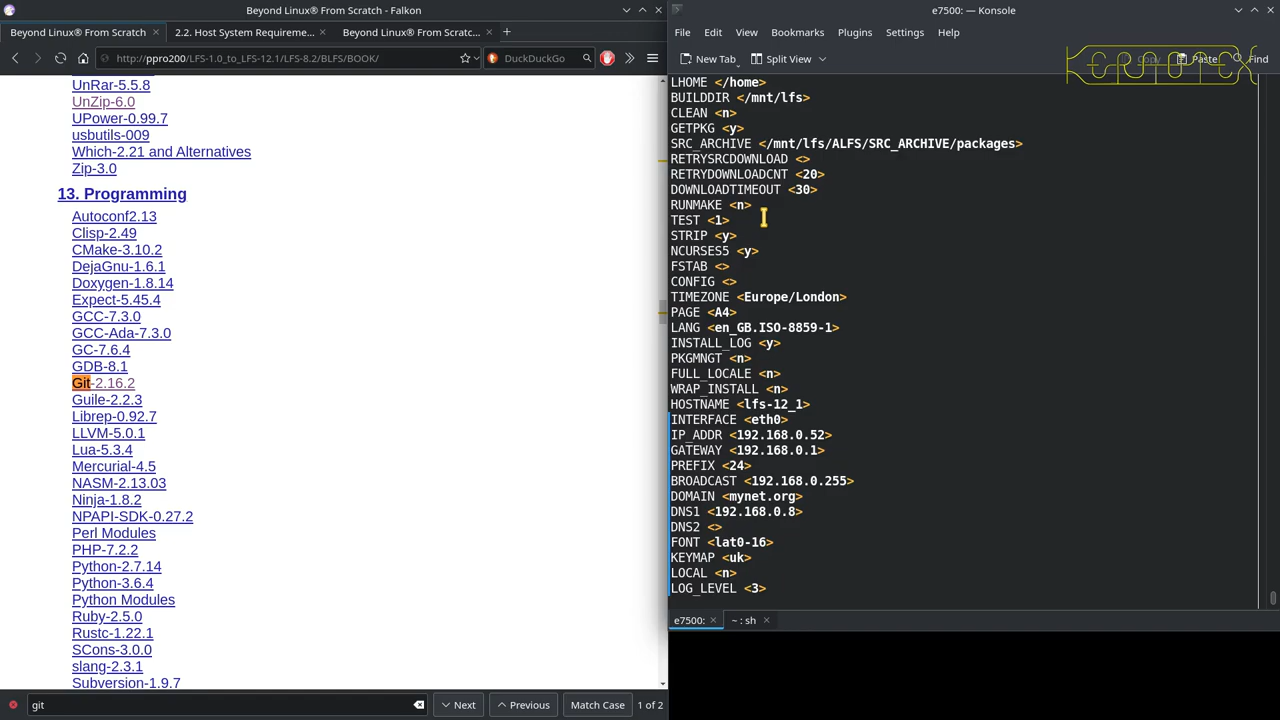 Beyond Linux® From Scratch - Falkon
Beyond Linux® From Scratch
2.2. Host System Requireme...
Beyond Linux® From Scratc...
http://ppro200/LFS-1.0_to_LFS-12.1/LFS-8.2/BLFS/BOOK/
DuckDuckGo
UnRar-5.5.8
UnZip-6.0
UPower-0.99.7
usbutils-009
Which-2.21 and Alternatives
Zip-3.0
13. Programming
Autoconf2.13
Clisp-2.49
CMake-3.10.2
DejaGnu-1.6.1
Doxygen-1.8.14
Expect-5.45.4
GCC-7.3.0
GCC-Ada-7.3.0
GC-7.6.4
GDB-8.1
Git-2.16.2
Guile-2.2.3
Librep-0.92.7
LLVM-5.0.1
Lua-5.3.4
Mercurial-4.5
NASM-2.13.03
Ninja-1.8.2
NPAPI-SDK-0.27.2
Perl Modules
PHP-7.2.2
Python-2.7.14
Python-3.6.4
Python Modules
Ruby-2.5.0
Rustc-1.22.1
SCons-3.0.0
slang-2.3.1
Subversion-1.9.7
git
Next
Previous
Match Case
1 of 2
e7500: — Konsole
File Edit View Bookmarks Plugins Settings Help
New Tab
Split View
Copy
Paste
Find
LHOME </home>
BUILDDIR </mnt/lfs>
CLEAN <n>
GETPKG <y>
SRC_ARCHIVE </mnt/lfs/ALFS/SRC_ARCHIVE/packages>
RETRYSRCDOWNLOAD <>
RETRYDOWNLOADCNT <20>
DOWNLOADTIMEOUT <30>
RUNMAKE <n>
TEST <1>
STRIP <y>
NCURSES5 <y>
FSTAB <>
CONFIG <>
TIMEZONE <Europe/London>
PAGE <A4>
LANG <en_GB.ISO-8859-1>
INSTALL_LOG <y>
PKGMNGT <n>
FULL_LOCALE <n>
WRAP_INSTALL <n>
HOSTNAME <lfs-12_1>
INTERFACE <eth0>
IP_ADDR <192.168.0.52>
GATEWAY <192.168.0.1>
PREFIX <24>
BROADCAST <192.168.0.255>
DOMAIN <mynet.org>
DNS1 <192.168.0.8>
DNS2 <>
FONT <lat0-16>
KEYMAP <uk>
LOCAL <n>
LOG_LEVEL <3>
e7500:
~ : sh